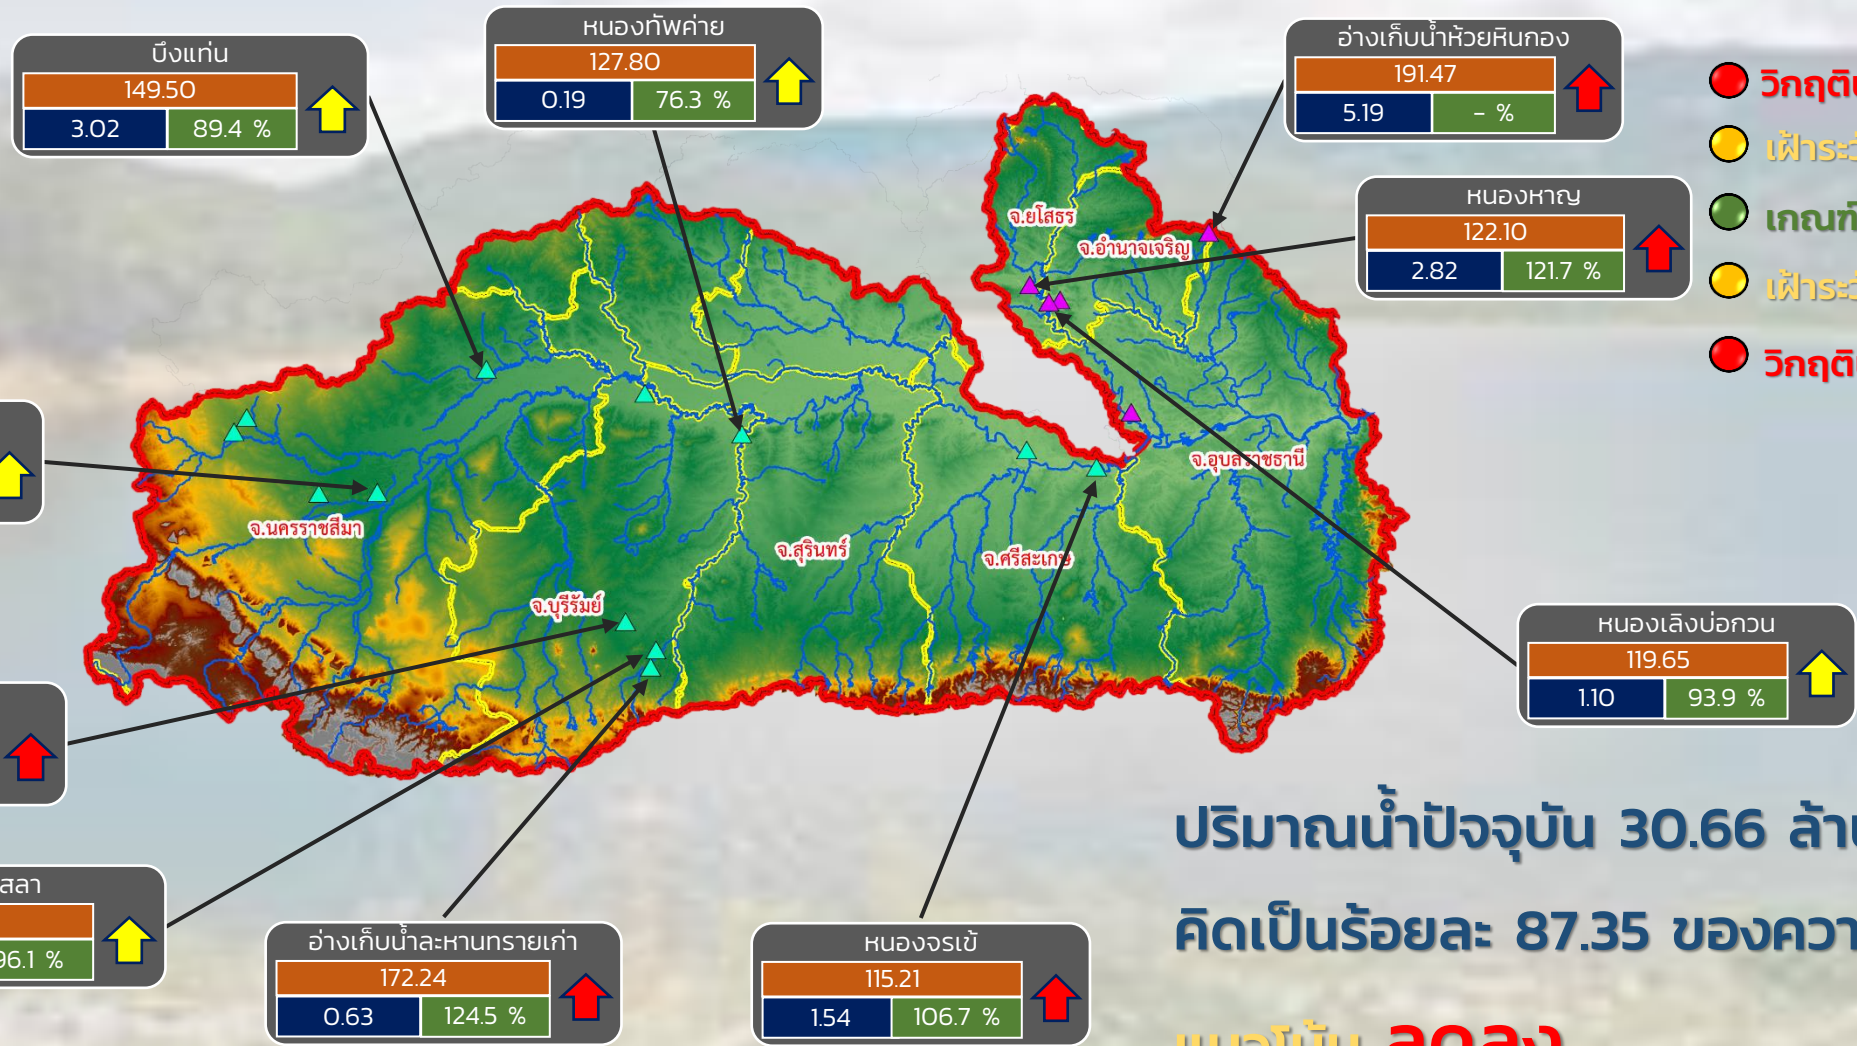 บึงแท่น
149.50
3.02 89.4 %
หนองทัพค่าย
127.80
0.19 76.3 %
อ่างเก็บน้ำห้วยหินกอง
191.47
5.19 - %
หนองหาญ
122.10
2.82 121.7 %
จ.ยโสธร
จ.อำนาจเจริญ
จ.อุบลราชธานี
จ.นครราชสีมา
จ.สุรินทร์
จ.ศรีสะเกษ
จ.บุรีรัมย์
หนองเลิงบ่อกวน
119.65
1.10 93.9 %
96.1 %
อ่างเก็บน้ำละหานทรายเก่า
172.24
0.63 124.5 %
หนองจรเข้
115.21
1.54 106.7 %
ปริมาณน้ำปัจจุบัน 30.66
คิดเป็นร้อยละ 87.35
แนวโน้ม ลดลง